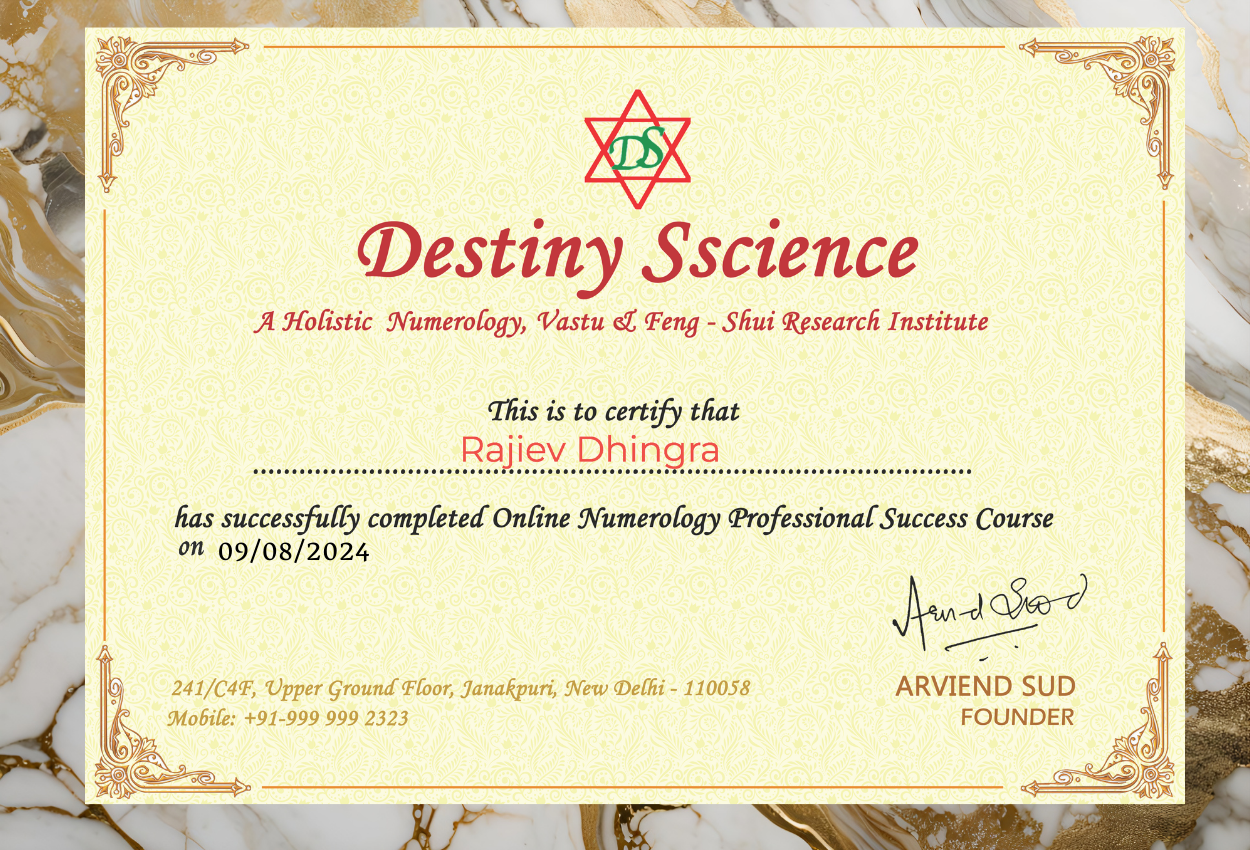 DS
Destiny Sscience
A Holistic Numerology, Vastu & Feng - Shui Research Institute
This is to certify that
Rajiev Dhingra
has successfully completed Online Numerology Professional Success Course
on 09/08/2024
Arvind Sood
241/C4F, Upper Ground Floor, Janakpuri, New Delhi - 110058
ARVIEND SUD
Mobile: +91-999 999 2323
FOUNDER